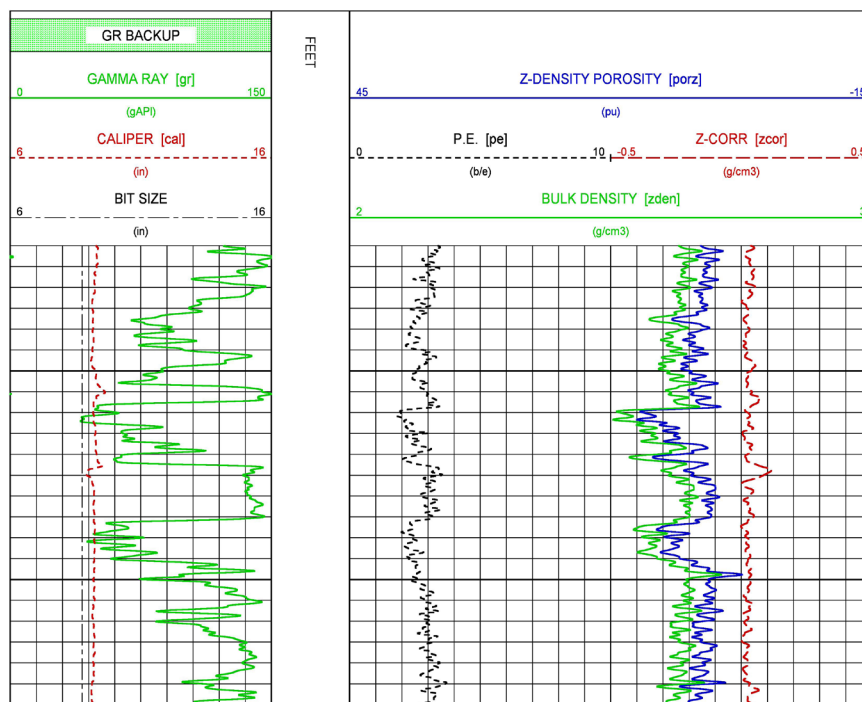 GR BACKUP
FEET
GAMMA RAY [gr]
0 150
(gAPI)
Z-DENSITY POROSITY [porz]
45 -15
(pu)
CALIPER [cal]
6 16
(in)
P.E. [pe]
0 10
(b/e)
Z-CORR [zcor]
-0.5 0.5
(g/cm3)
BIT SIZE
6 16
(in)
BULK DENSITY [zden]
2 3
(g/cm3)